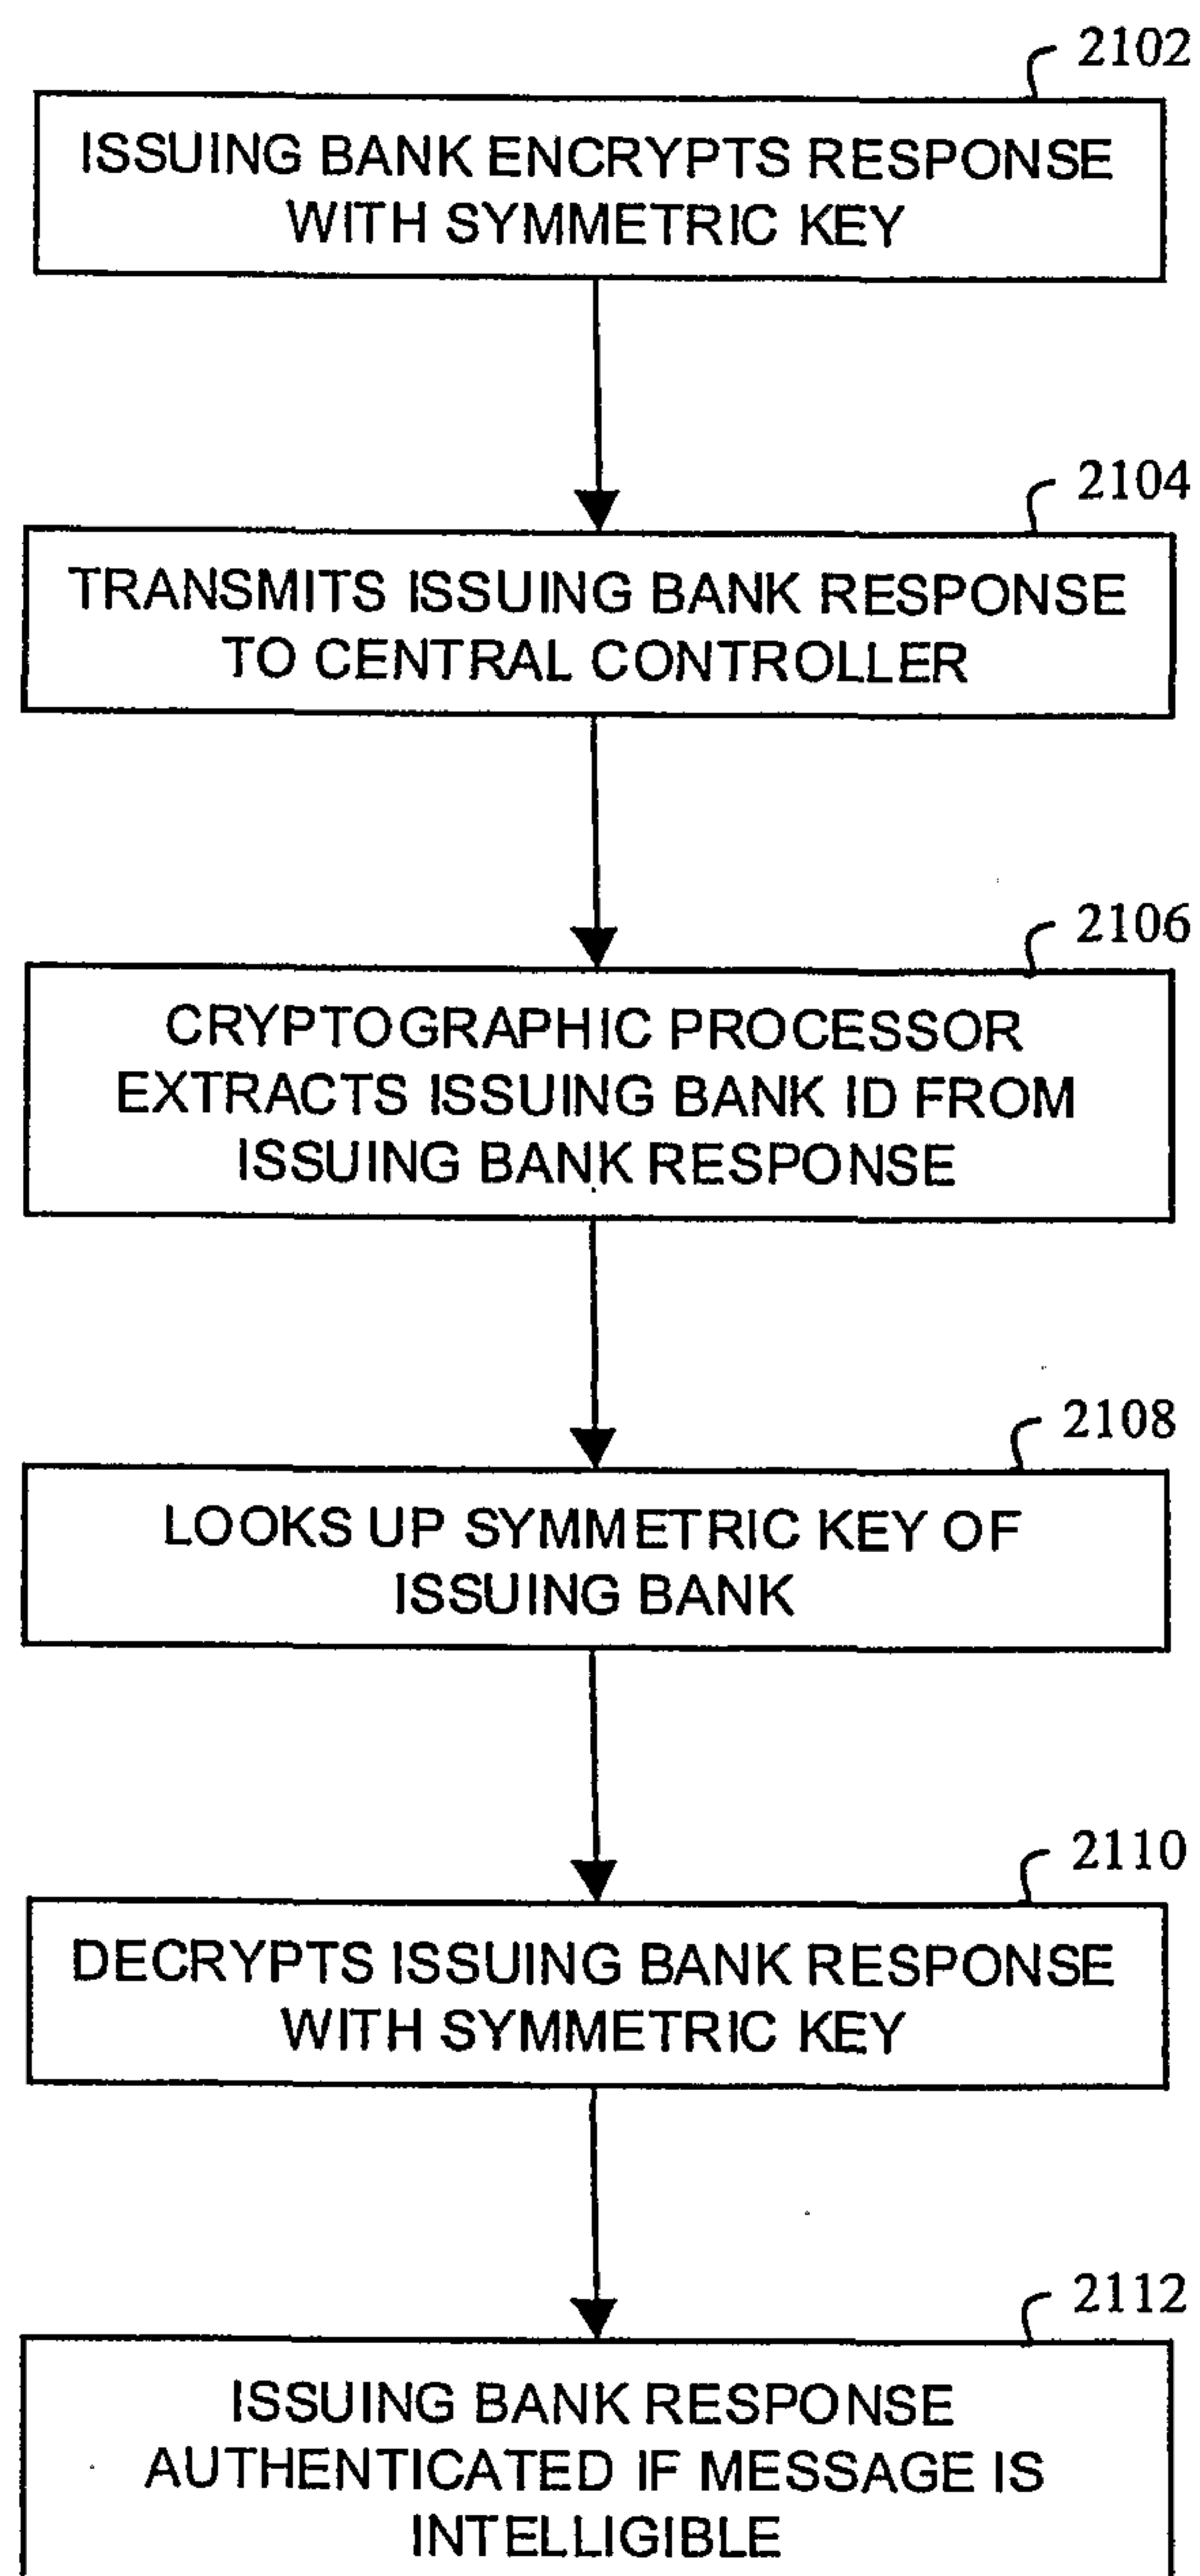 2102
ISSUING BANK ENCRYPTS RESPONSE
WITH SYMMETRIC KEY
2104
TRANSMITS ISSUING BANK RESPONSE
TO CENTRAL CONTROLLER
2106
CRYPTOGRAPHIC PROCESSOR
EXTRACTS ISSUING BANK ID FROM
ISSUING BANK RESPONSE
2108
LOOKS UP SYMMETRIC KEY OF
ISSUING BANK
2110
DECRYPTS ISSUING BANK RESPONSE
WITH SYMMETRIC KEY
2112
ISSUING BANK RESPONSE
AUTHENTICATED IF MESSAGE IS
INTELLIGIBLE